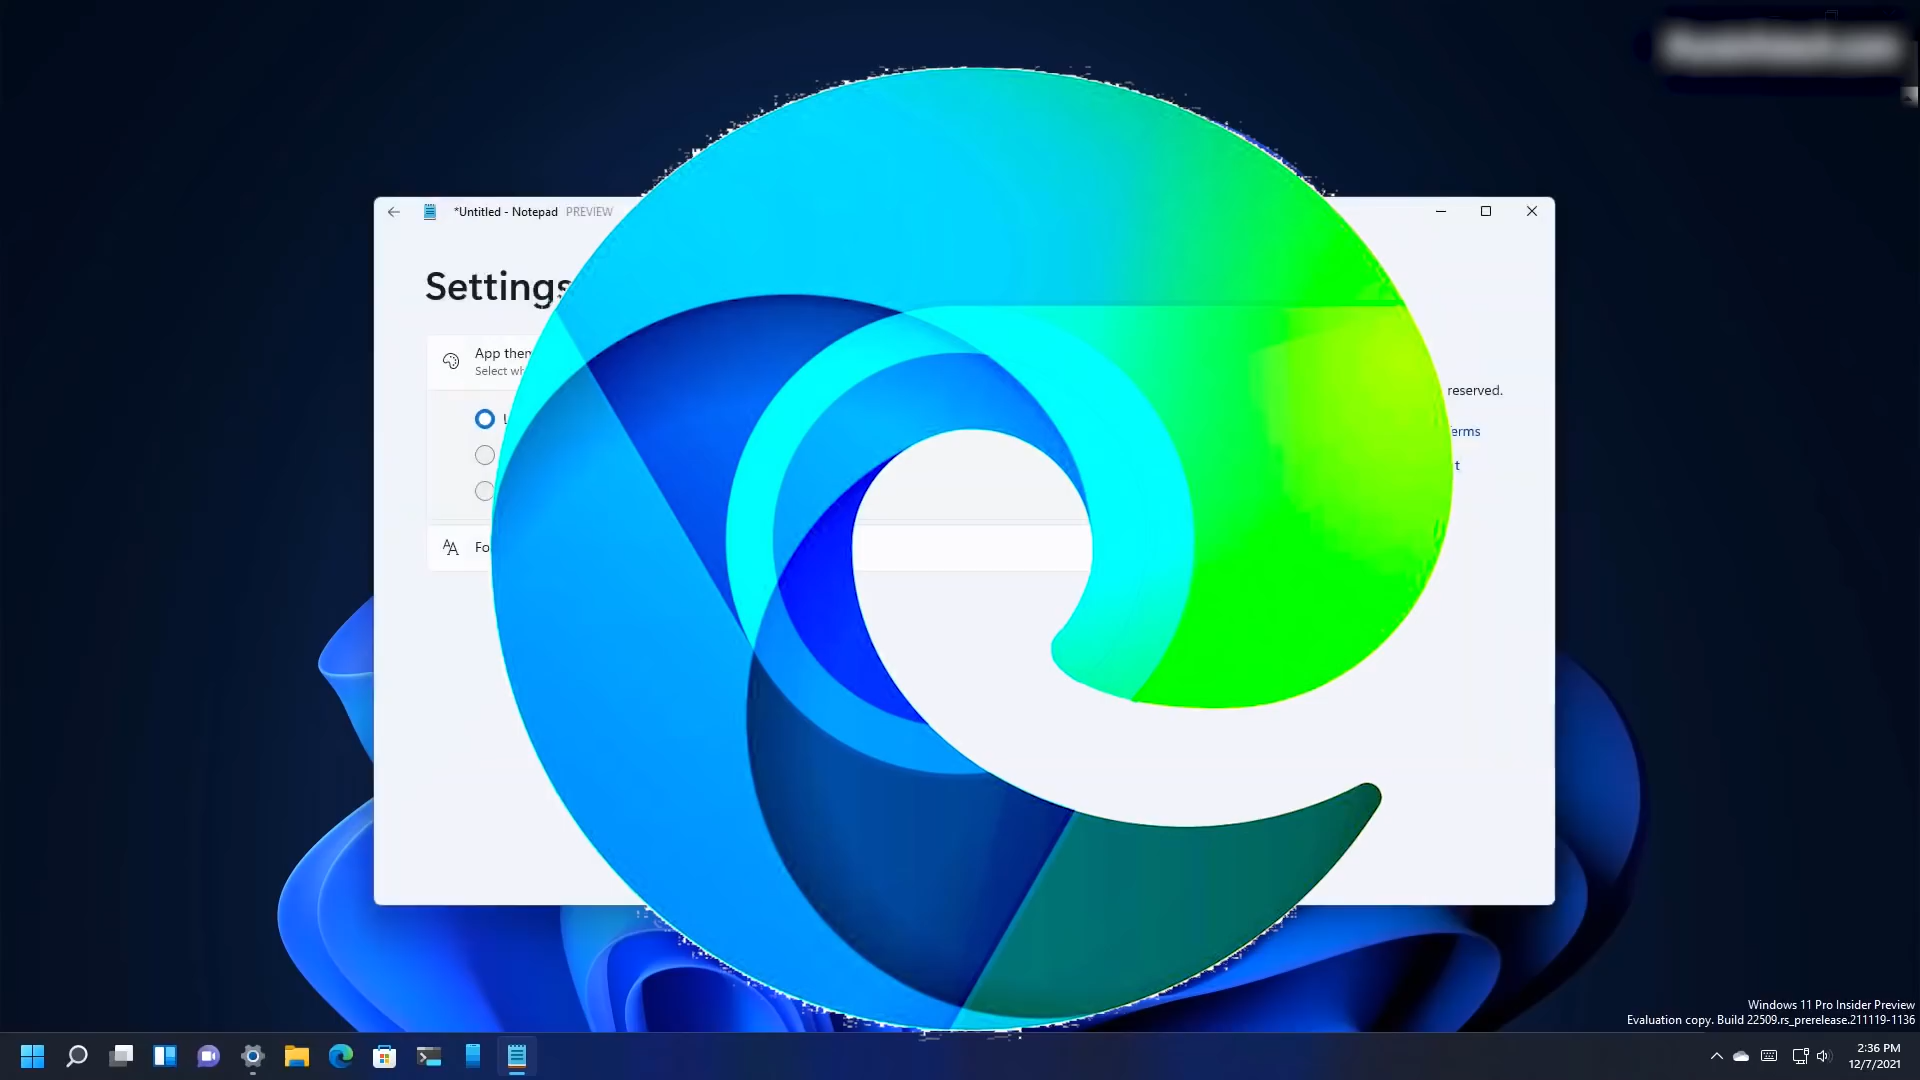 *Untitled - Notepad PREVIEW
Settings
App then
Select wh
reserved.
erms
t
Fo
Windows 11 Pro Insider Preview
Evaluation copy. Build 22509.rs_prerelease.211119-1136
2:36 PM
12/7/2021